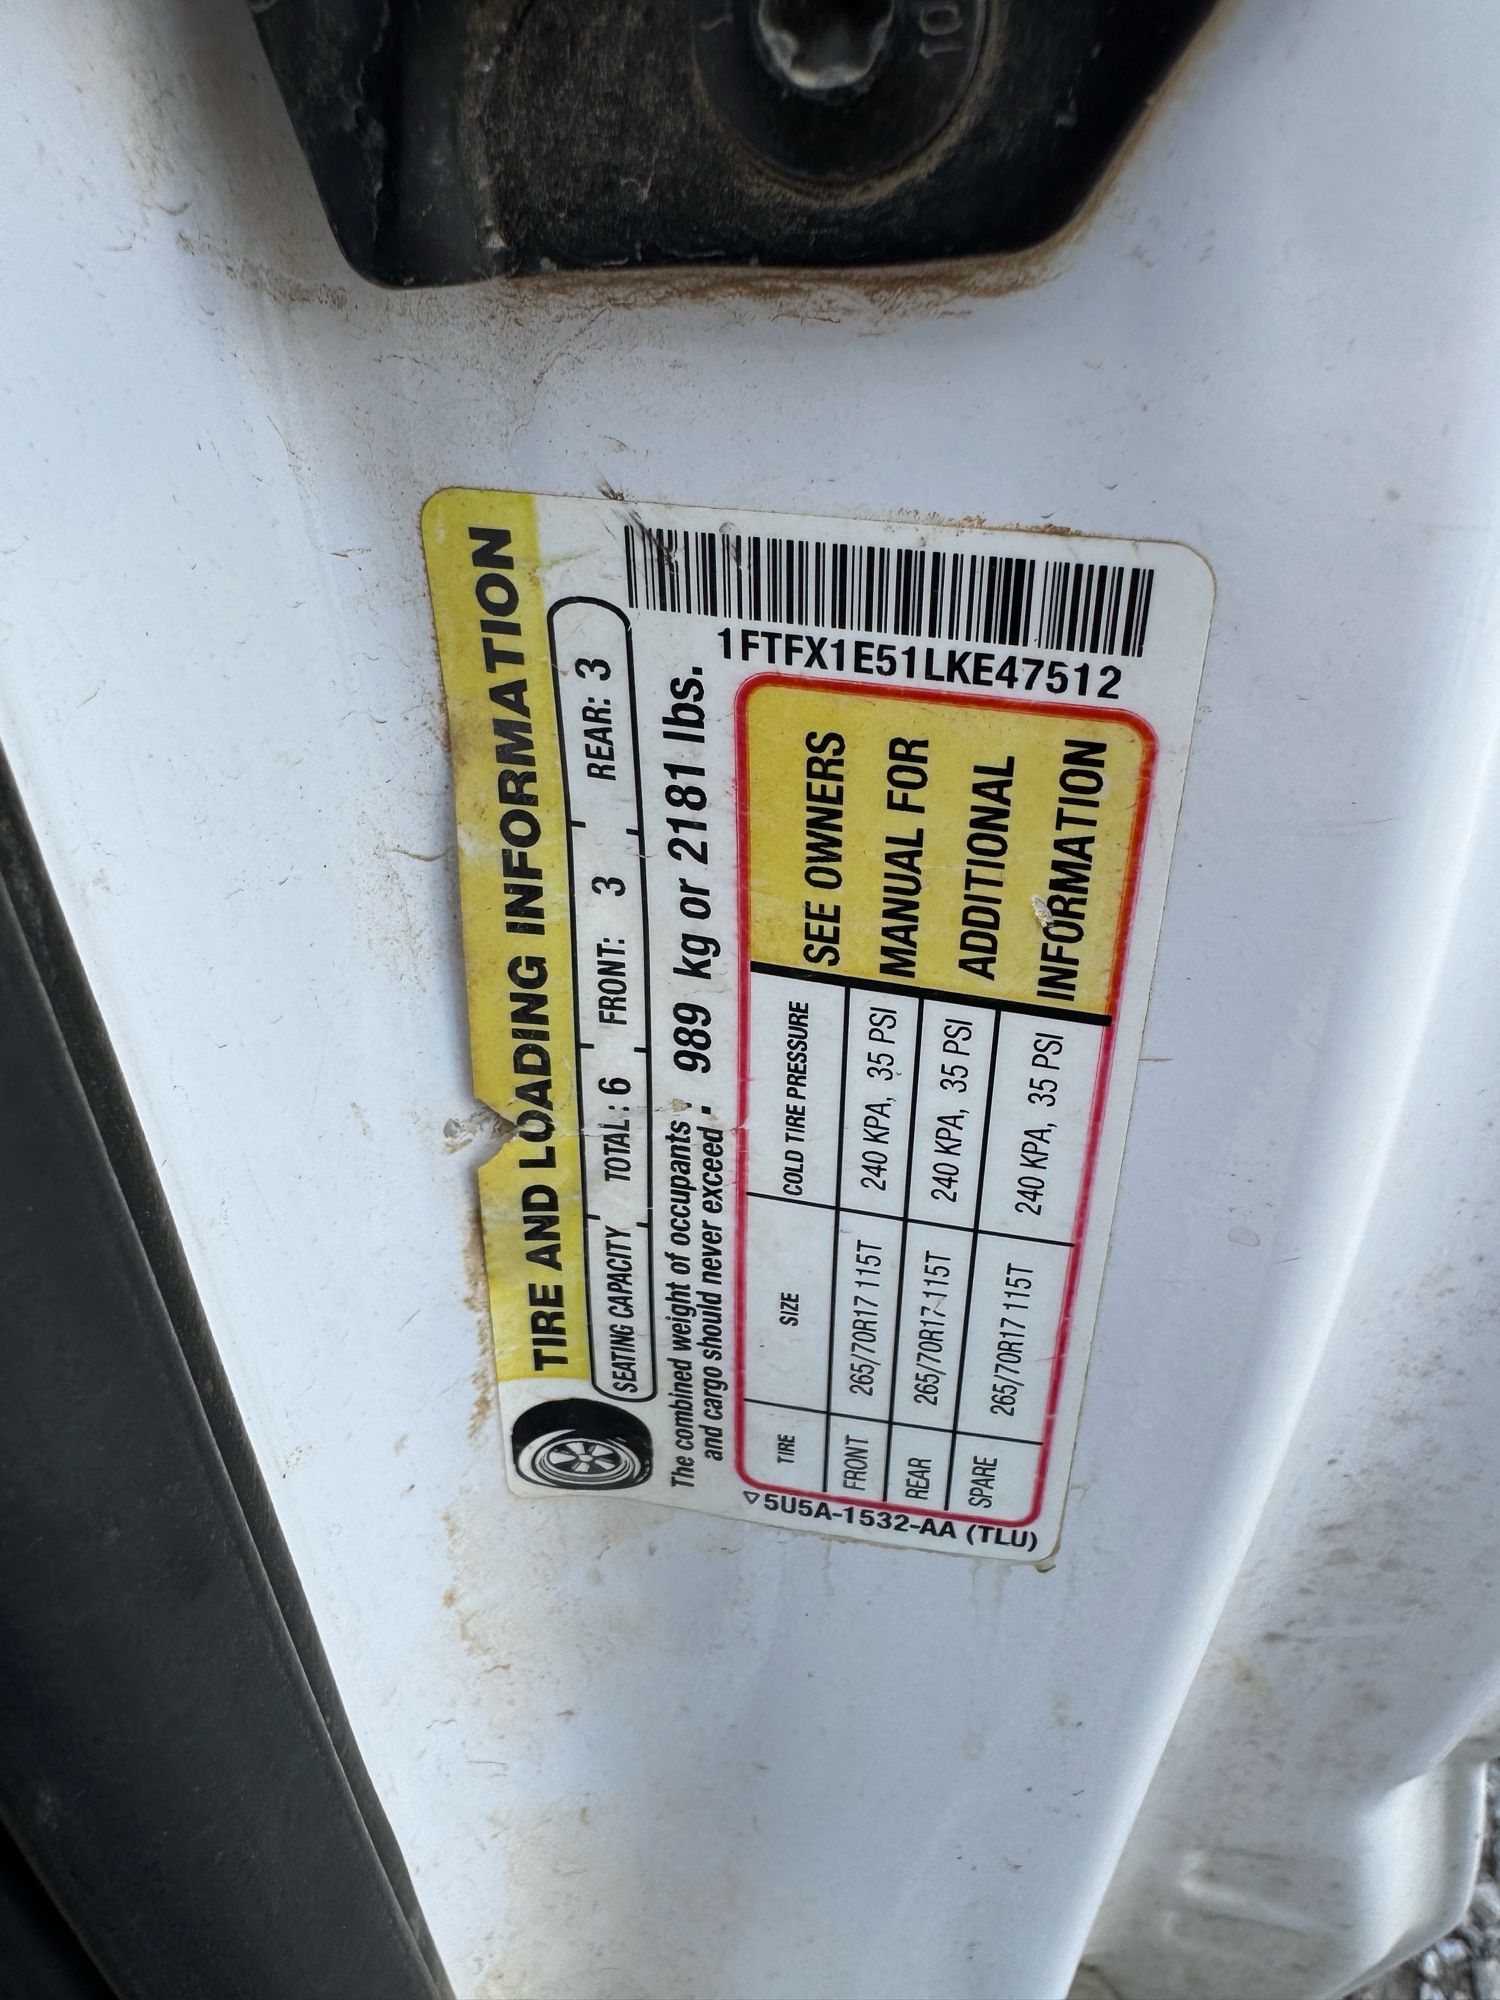 10
TIRE AND LOADING INFORMATION
SEATING CAPACITY TOTAL: 6 FRONT: 3 REAR: 3
The combined weight of occupants
and cargo should never exceed : 989 kg or 2181 lbs.
TIRE SIZE COLD TIRE PRESSURE
FRONT 265/70R17 115T 240 KPA, 35 PSI
REAR 265/70R17 115T 240 KPA, 35 PSI
SPARE 265/70R17 115T 240 KPA, 35 PSI
SEE OWNERS
MANUAL FOR
ADDITIONAL
INFORMATION
1FTFX1E51LKE47512
5U5A-1532-AA (TLU)